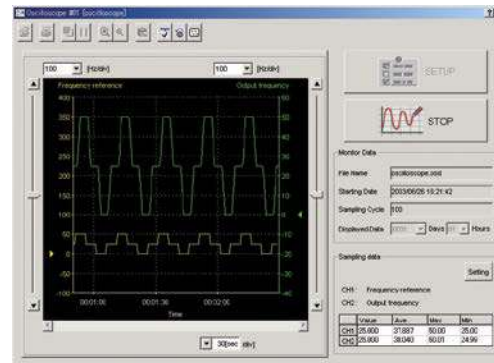 Oscilloscope #01 [oscilloscope]
100 [Hz/div]
100 [Hz/div]
Frequency reference
Output frequency
400
350
300
250
200
150
100
50
0
-50
-100
60
50
40
30
20
10
0
-10
-20
-30
-40
00:01:00
00:01:30
00:02:00
Time
30[sec div]
SETUP
STOP
Monitor Data
File Name
oscilloscope.osd
Starting Date
2003/06/26 10:21:42
Sampling Cycle
100
Displayed Data
Days
Hours
Sampling data
Setting
CH1: Frequency reference
CH2: Output frequency
Value Ave. Max Min
CH1 25.000 37.887 50.00 25.00
CH2 25.000 38.040 50.01 24.99